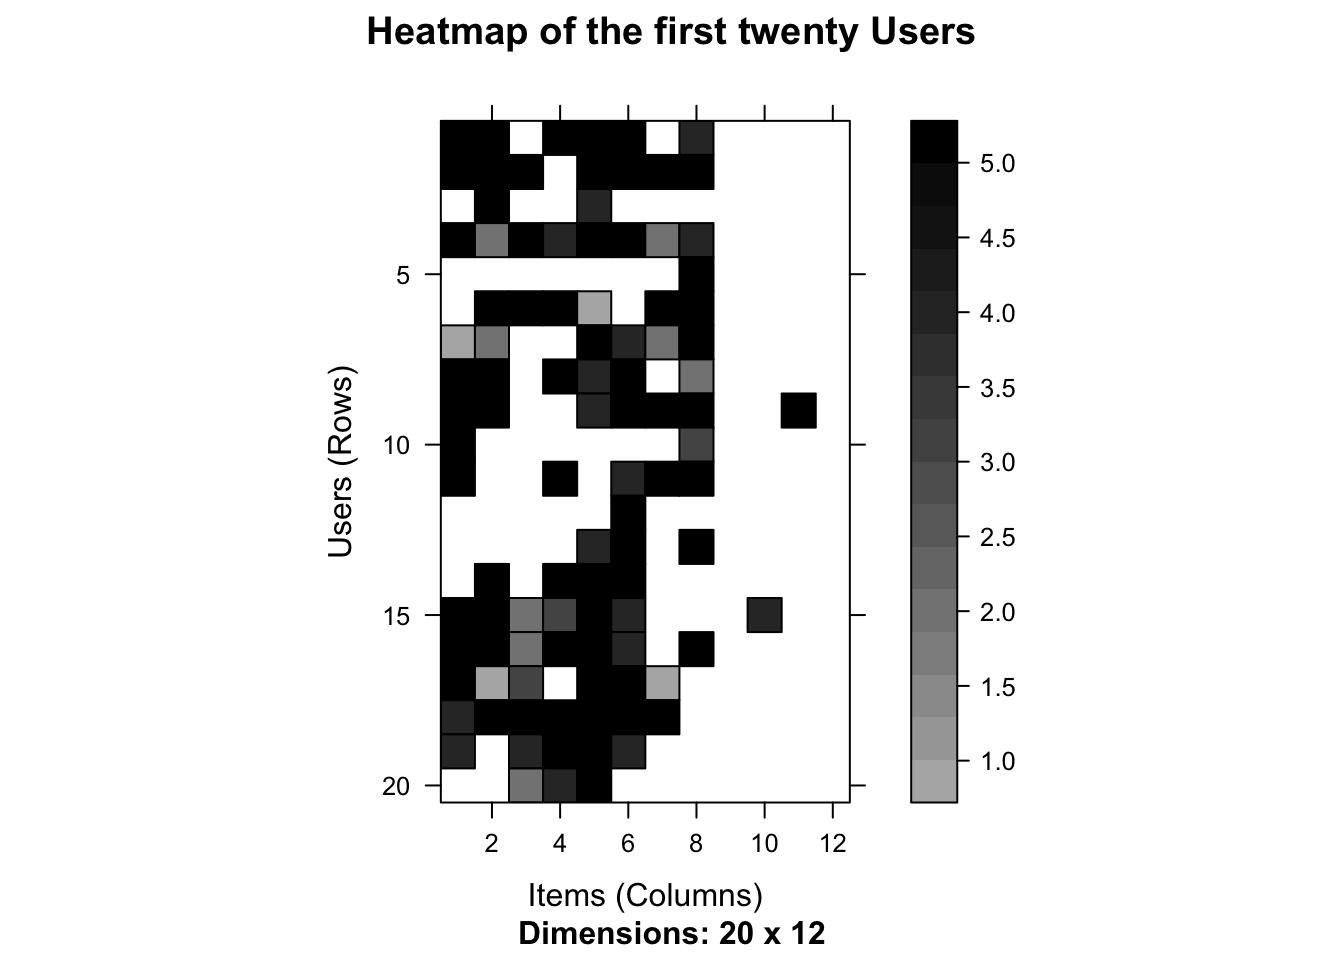 Heatmap of the first twenty Users
Users (Rows)
5
10
15
20
2 4 6 8 10 12
5.0
4.5
4.0
3.5
3.0
2.5
2.0
1.5
1.0
Items (Columns)
Dimensions: 20 x 12